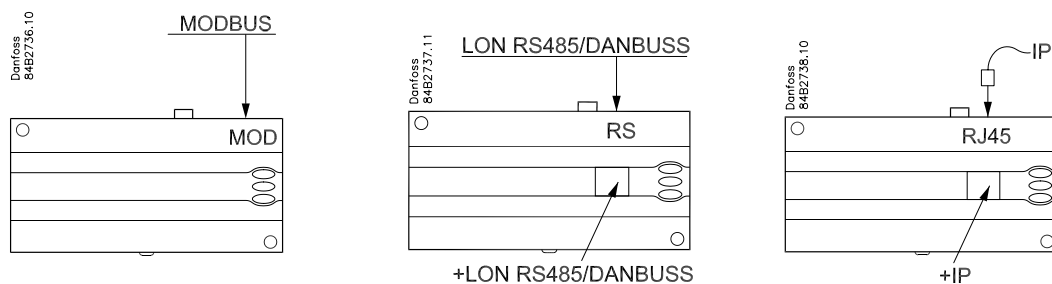 Danfoss
84B2736.10
MODBUS
MOD
Danfoss
84B2737.11
LON RS485/DANBUSS
RS
+LON RS485/DANBUSS
Danfoss
84B2738.10
IP
RJ45
+IP